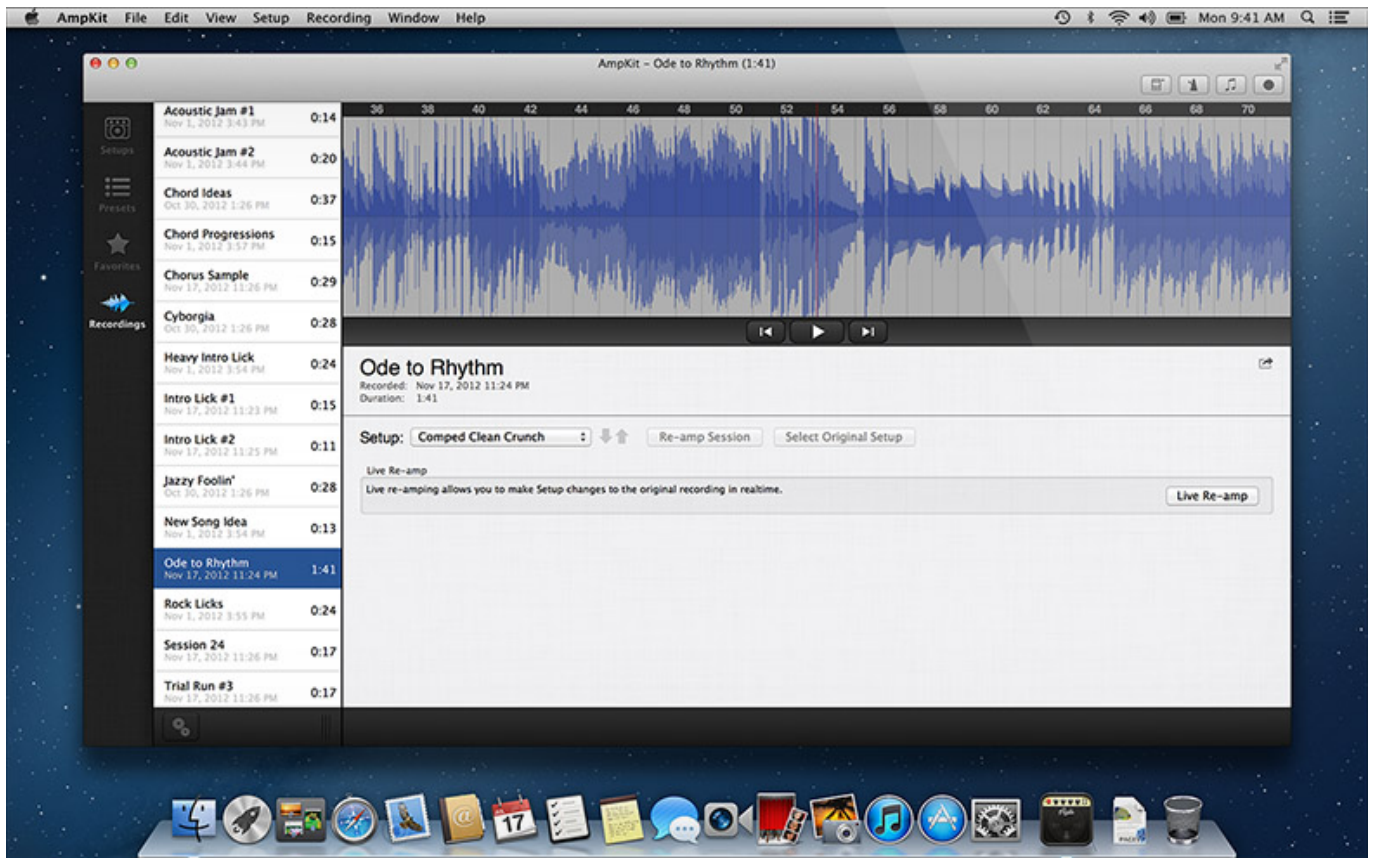 AmpKit File Edit View Setup Recording Window Help Mon 9:41 AM
AmpKit – Ode to Rhythm (1:41)
Setups
Presets
Favorites
Recordings
Acoustic Jam #1 0:14
Nov 1, 2012 3:43 PM
Acoustic Jam #2 0:20
Nov 1, 2012 3:44 PM
Chord Ideas 0:37
Oct 30, 2012 1:26 PM
Chord Progressions 0:15
Nov 1, 2012 3:57 PM
Chorus Sample 0:29
Nov 17, 2012 11:26 PM
Cyborgia 0:28
Oct 30, 2012 1:26 PM
Heavy Intro Lick 0:24
Nov 1, 2012 3:54 PM
Intro Lick #1 0:15
Nov 17, 2012 11:23 PM
Intro Lick #2 0:11
Nov 17, 2012 11:25 PM
Jazzy Foolin' 0:28
Oct 30, 2012 1:26 PM
New Song Idea 0:13
Nov 1, 2012 3:54 PM
Ode to Rhythm 1:41
Nov 17, 2012 11:24 PM
Rock Licks 0:24
Nov 1, 2012 3:55 PM
Session 24 0:17
Nov 17, 2012 11:26 PM
Trial Run #3 0:17
Nov 17, 2012 11:26 PM
36 38 40 42 44 46 48 50 52 54 56 58 60 62 64 66 68 70
Ode to Rhythm
Recorded: Nov 17, 2012 11:24 PM
Duration: 1:41
Setup: Comped Clean Crunch Re-amp Session Select Original Setup
Live Re-amp
Live re-amping allows you to make Setup changes to the original recording in realtime.
Live Re-amp
17